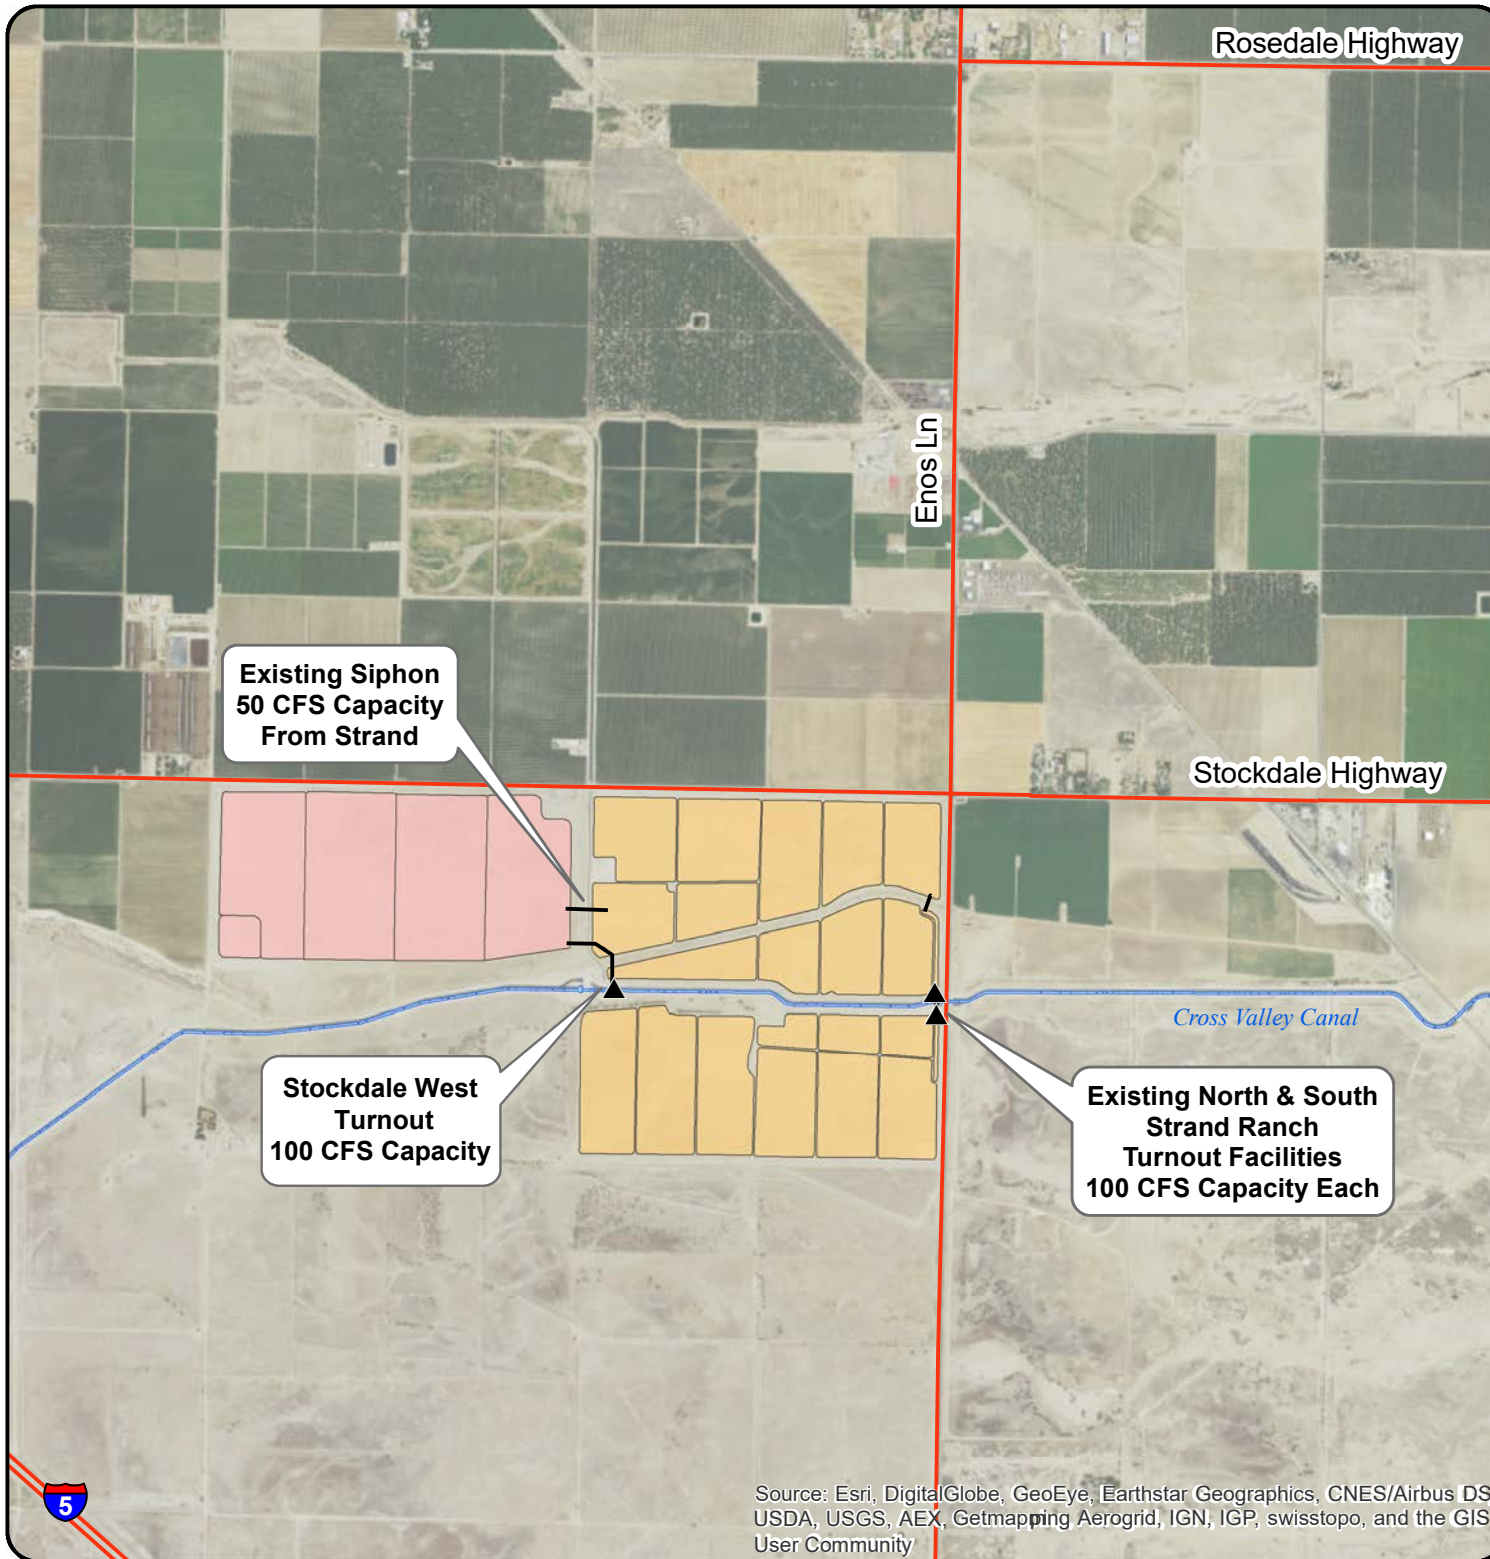 Rosedale Highway
Enos Ln
Existing Siphon
50 CFS Capacity
From Strand
Stockdale Highway
Cross Valley Canal
Stockdale West
Turnout
100 CFS Capacity
Existing North & South
Strand Ranch
Turnout Facilities
100 CFS Capacity Each
5
Source: Esri, DigitalGlobe, GeoEye, Earthstar Geographics, CNES/Airbus DS
USDA, USGS, AEX, Getmapping Aerogrid, IGN, IGP, swisstopo, and the GIS
User Community